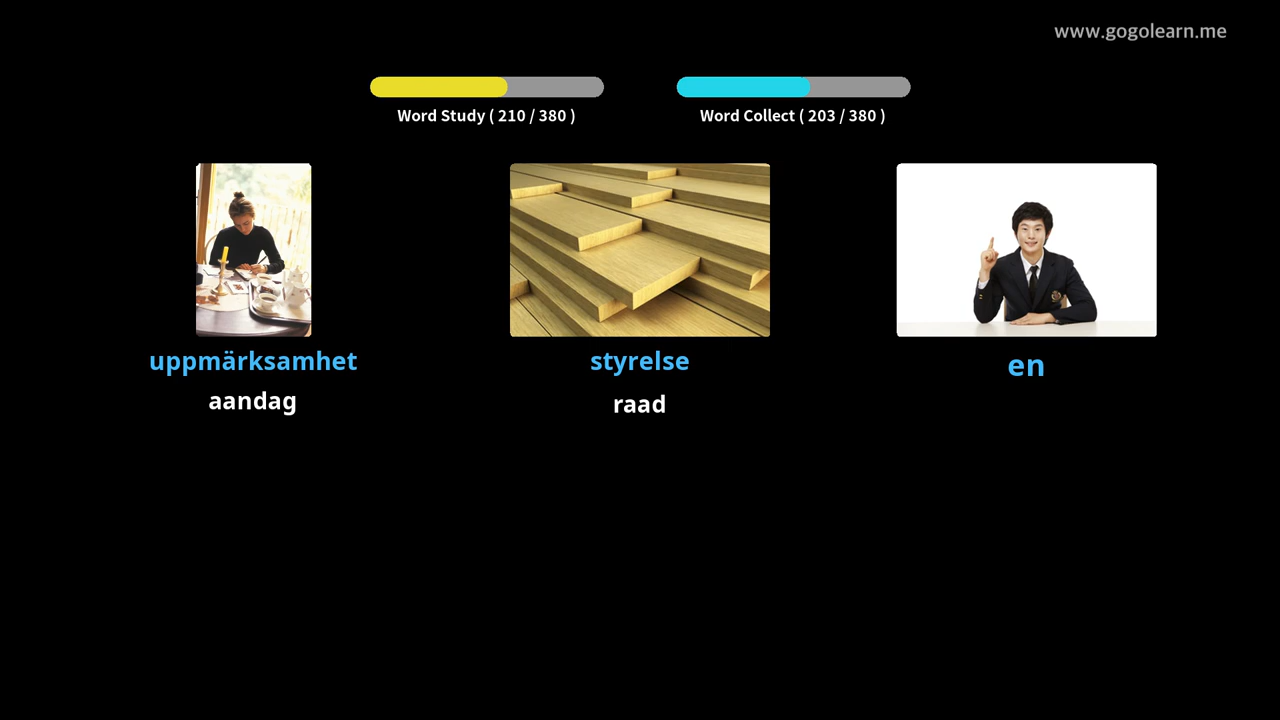 www.gogolearn.me
Word Study ( 210 / 380 )
Word Collect ( 203 / 380 )
uppmärksamhet
aandag
styrelse
raad
en